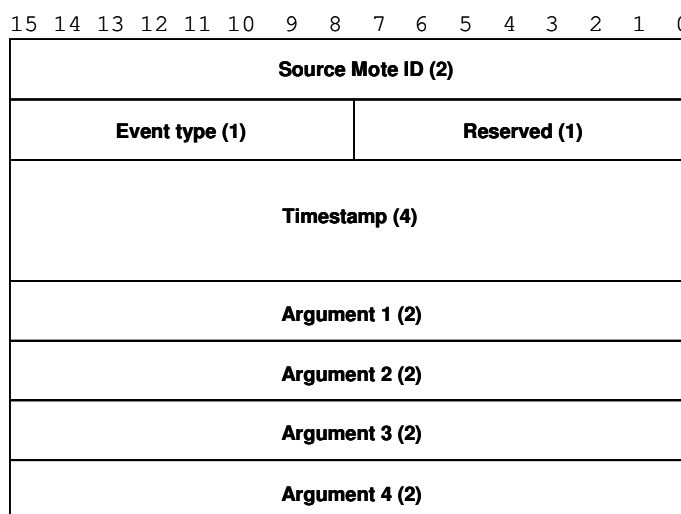 15 14 13 12 11 10 9 8 7 6 5 4 3 2 1 0
Source Mote ID (2)
Event type (1) Reserved (1)
Timestamp (4)
Argument 1 (2)
Argument 2 (2)
Argument 3 (2)
Argument 4 (2)